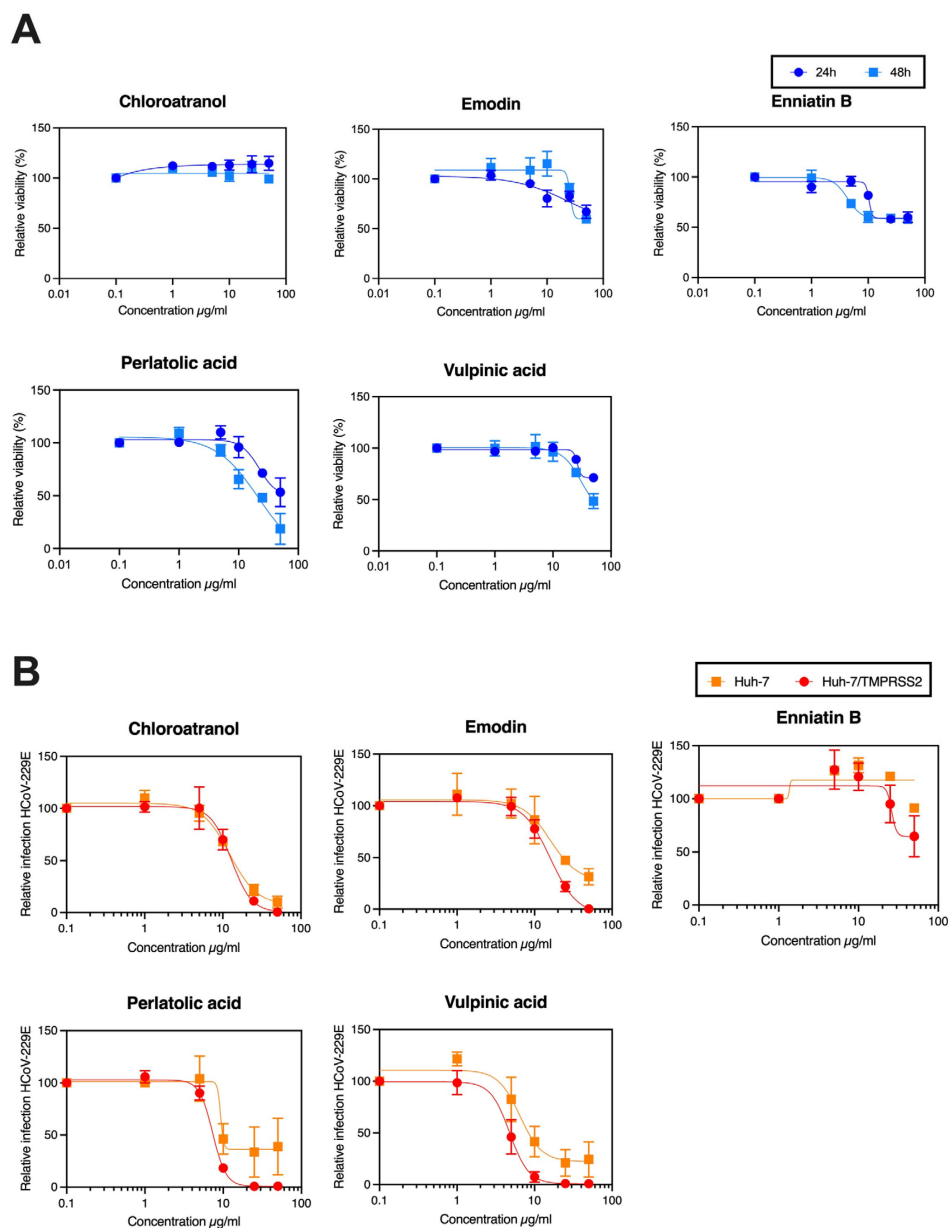 A
24h 48h
Chloroatranol
Emodin
Enniatin B
Relative viability (%)
150
100
50
0
0.01 0.1 1 10 100
Concentration µg/ml
Relative viability (%)
150
100
50
0
0.01 0.1 1 10 100
Concentration µg/ml
Relative viability (%)
150
100
50
0
0.01 0.1 1 10 100
Concentration µg/ml
Perlatolic acid
Vulpinic acid
Relative viability (%)
150
100
50
0
0.01 0.1 1 10 100
Concentration µg/ml
Relative viability (%)
150
100
50
0
0.01 0.1 1 10 100
Concentration µg/ml
B
Huh-7 Huh-7/TMPRSS2
Chloroatranol
Emodin
Enniatin B
Relative infection HCoV-229E
150
100
50
0
0.1 1 10 100
Concentration µg/ml
Relative infection HCoV-229E
150
100
50
0
0.1 1 10 100
Concentration µg/ml
Relative infection HCoV-229E
150
100
50
0
0.1 1 10 100
Concentration µg/ml
Perlatolic acid
Vulpinic acid
Relative infection HCoV-229E
150
100
50
0
0.1 1 10 100
Concentration µg/ml
Relative infection HCoV-229E
150
100
50
0
0.1 1 10 100
Concentration µg/ml